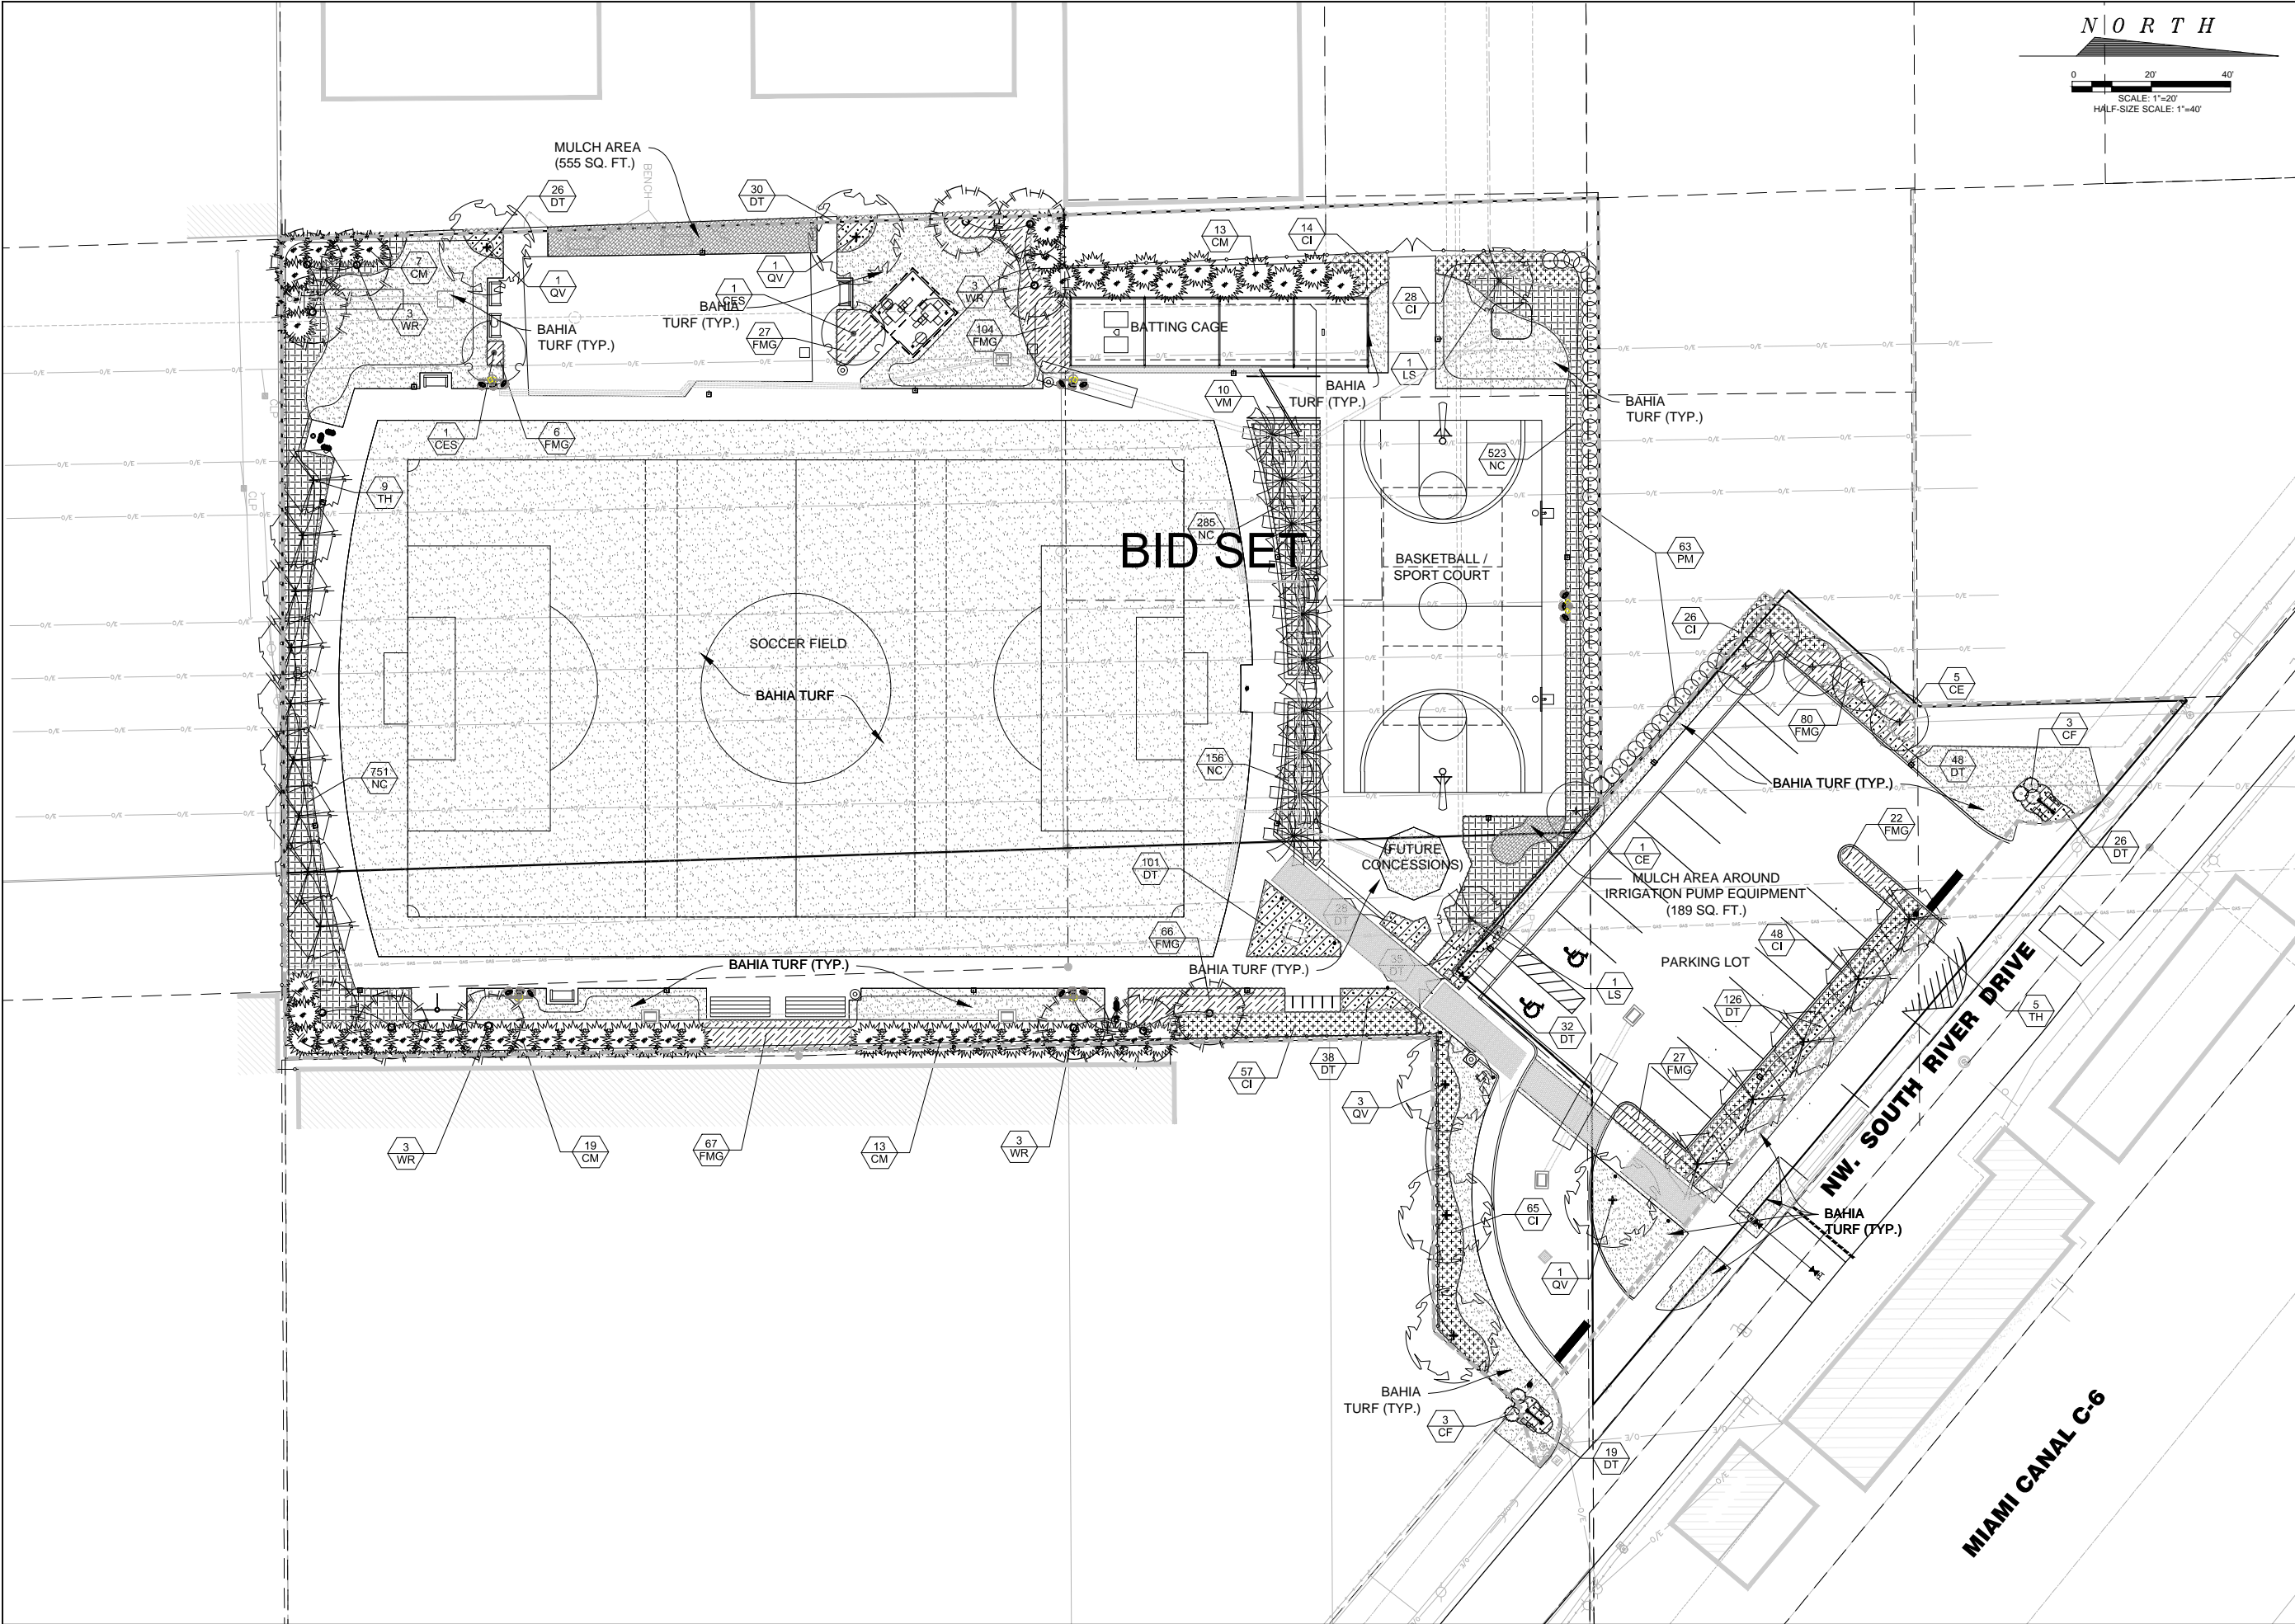 N O R T H
0 20' 40'
SCALE: 1"=20'
HALF-SIZE SCALE: 1"=40'
MULCH AREA
(555 SQ. FT.)
BENCH
26
DT
30
DT
13
CM
14
CI
7
CM
1
QV
1
QV
1
CES
BAHIA
TURF (TYP.)
3
WR
28
CI
3
WR
BAHIA
TURF (TYP.)
27
FMG
104
FMG
BATTING CAGE
1
LS
10
VM
BAHIA
TURF (TYP.)
BAHIA
TURF (TYP.)
1
CES
6
FMG
523
NC
9
TH
285
NC
BID SET
BASKETBALL /
SPORT COURT
63
PM
26
CI
SOCCER FIELD
BAHIA TURF
5
CE
80
FMG
3
CF
48
DT
156
NC
751
NC
BAHIA TURF (TYP.)
22
FMG
26
DT
(FUTURE
CONCESSIONS)
1
CE
101
DT
MULCH AREA AROUND
IRRIGATION PUMP EQUIPMENT
(189 SQ. FT.)
DT
66
FMG
48
CI
PARKING LOT
BAHIA TURF (TYP.)
BAHIA TURF (TYP.)
35
DT
1
LS
126
DT
5
TH
32
DT
27
FMG
38
DT
57
CI
3
QV
3
WR
19
CM
67
FMG
13
CM
3
WR
NW. SOUTH RIVER DRIVE
65
CI
BAHIA
TURF (TYP.)
1
QV
BAHIA
TURF (TYP.)
3
CF
19
DT
MIAMI CANAL C-6